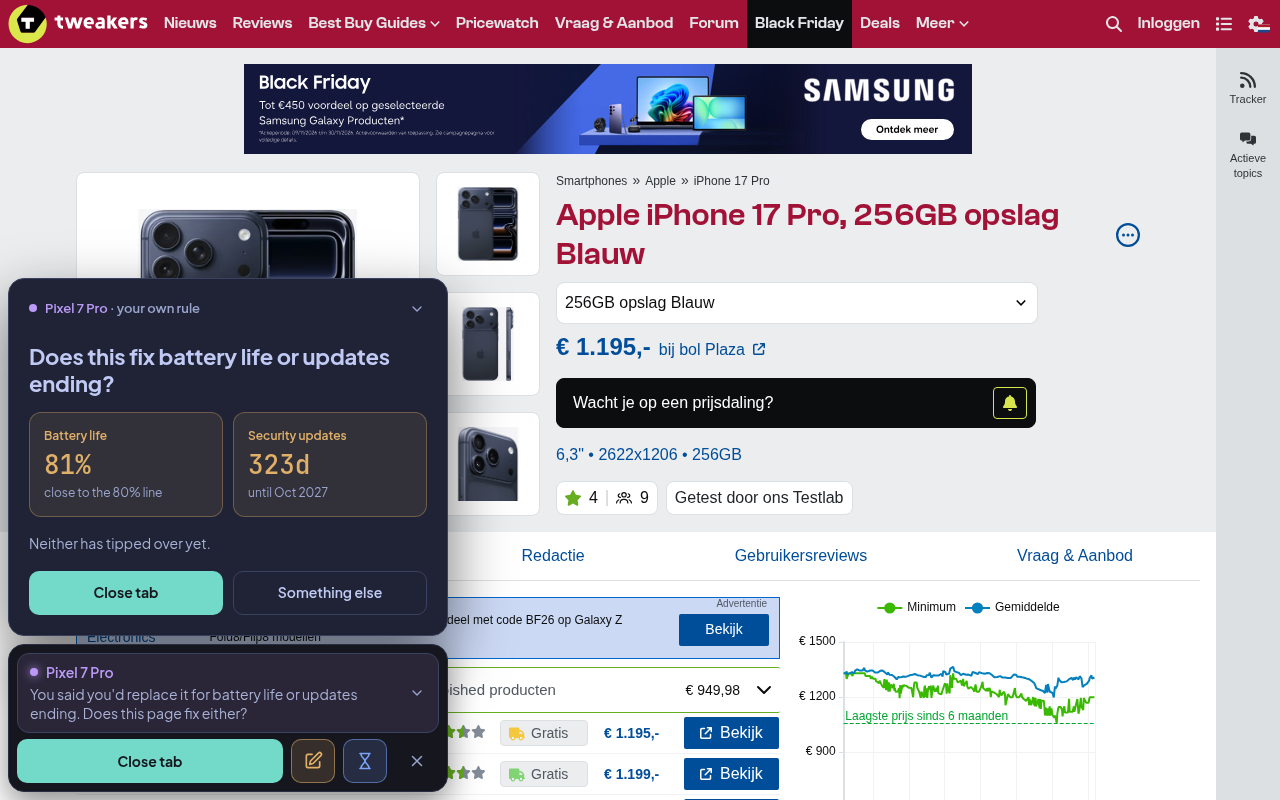 tweakers
Nieuws
Reviews
Best Buy Guides
Pricewatch
Vraag & Aanbod
Forum
Black Friday
Deals
Meer
Inloggen
Black Friday
Tot €450 voordeel op geselecteerde
Samsung Galaxy Producten*
SAMSUNG
Ontdek meer
Tracker
Actieve
topics
Smartphones » Apple » iPhone 17 Pro
Apple iPhone 17 Pro, 256GB opslag
Blauw
256GB opslag Blauw
€ 1.195,- bij bol Plaza
Wacht je op een prijsdaling?
6,3" • 2622x1206 • 256GB
4 | 9
Getest door ons Testlab
Pixel 7 Pro · your own rule
Does this fix battery life or updates
ending?
Battery life
81%
close to the 80% line
Security updates
323d
until Oct 2027
Neither has tipped over yet.
Close tab
Something else
Redactie
Gebruikersreviews
Vraag & Aanbod
Advertentie
deel met code BF26 op Galaxy Z
Bekijk
Electronics
Fold8/Flip8 modellen
Pixel 7 Pro
You said you'd replace it for battery life or updates
ending. Does this page fix either?
Close tab
ished producten
€ 949,98
Gratis
€ 1.195,-
Bekijk
Gratis
€ 1.199,-
Bekijk
Minimum
Gemiddelde
€ 1500
€ 1200
Laagste prijs sinds 6 maanden
€ 900